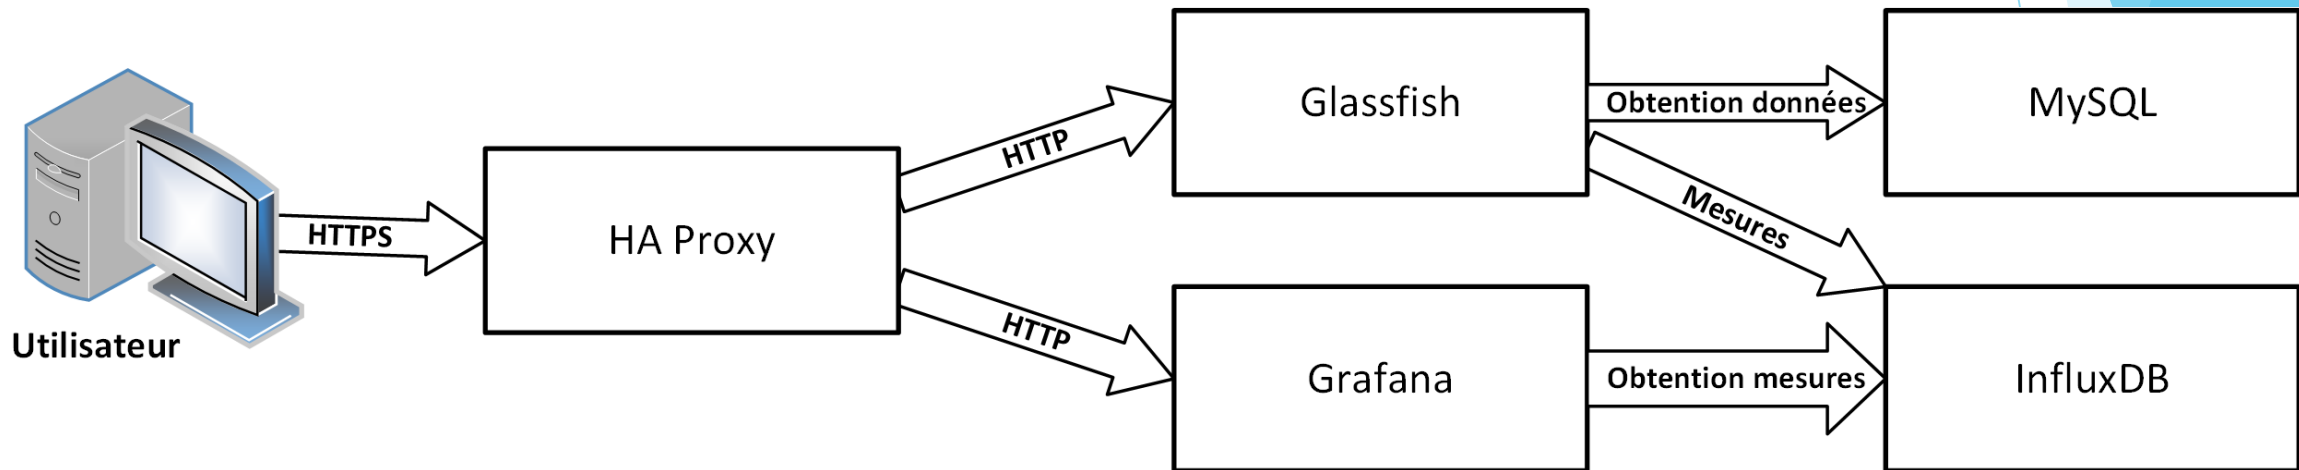 Utilisateur
HTTPS
HA Proxy
HTTP
HTTP
Glassfish
Grafana
Obtention données
Mesures
Obtention mesures
MySQL
InfluxDB